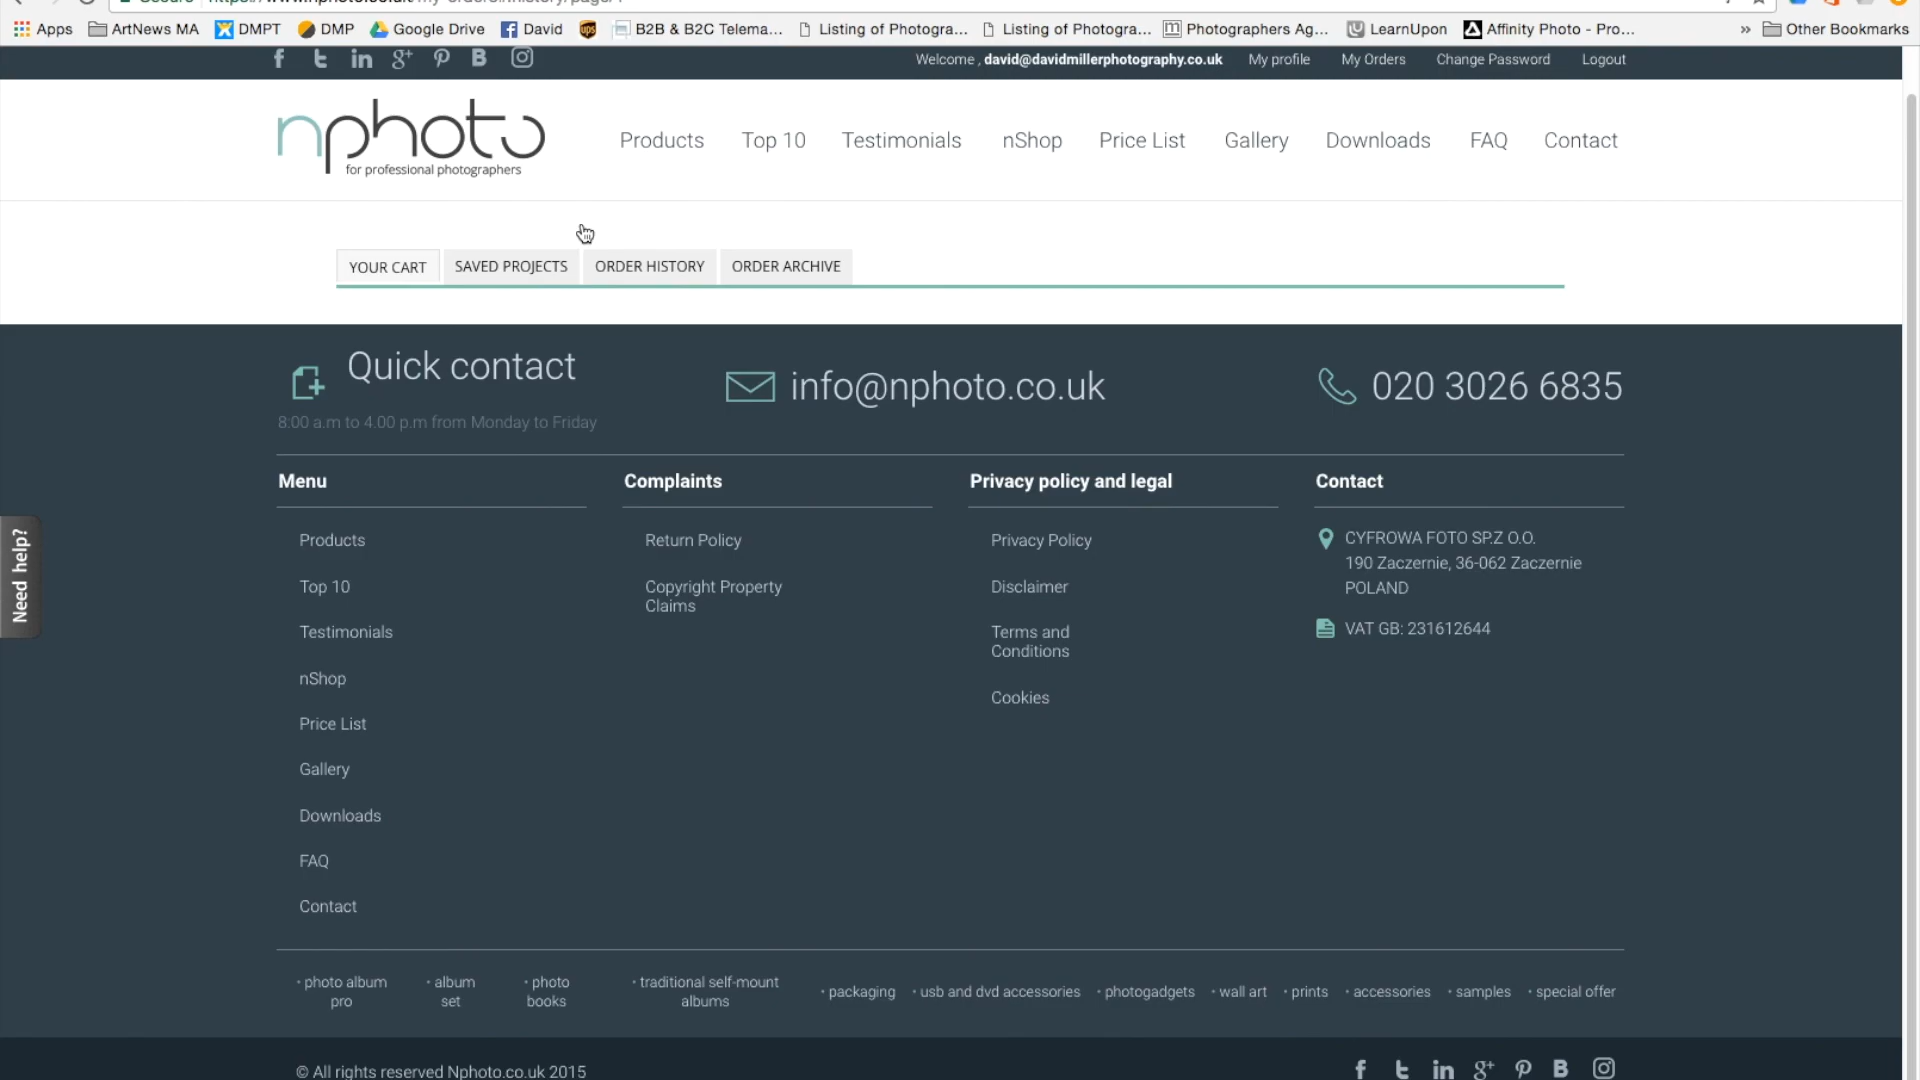 Apps ArtNews MA DMPT DMP Google Drive David B2B & B2C Telema... Listing of Photogra... Listing of Photogra... Photographers Ag... LearnUpon Affinity Photo - Pro... » Other Bookmarks
Welcome , david@davidmillerphotography.co.uk My profile My Orders Change Password Logout
nphoto
for professional photographers
Products Top 10 Testimonials nShop Price List Gallery Downloads FAQ Contact
YOUR CART SAVED PROJECTS ORDER HISTORY ORDER ARCHIVE
Quick contact
8:00 a.m to 4.00 p.m from Monday to Friday
info@nphoto.co.uk
020 3026 6835
Need help?
Menu
Products
Top 10
Testimonials
nShop
Price List
Gallery
Downloads
FAQ
Contact
Complaints
Return Policy
Copyright Property
Claims
Privacy policy and legal
Privacy Policy
Disclaimer
Terms and
Conditions
Cookies
Contact
CYFROWA FOTO SP.Z O.O.
190 Zaczernie, 36-062 Zaczernie
POLAND
VAT GB: 231612644
photo album
pro
album
set
photo
books
traditional self-mount
albums
packaging
usb and dvd accessories
photogadgets
wall art
prints
accessories
samples
special offer
© All rights reserved Nphoto.co.uk 2015